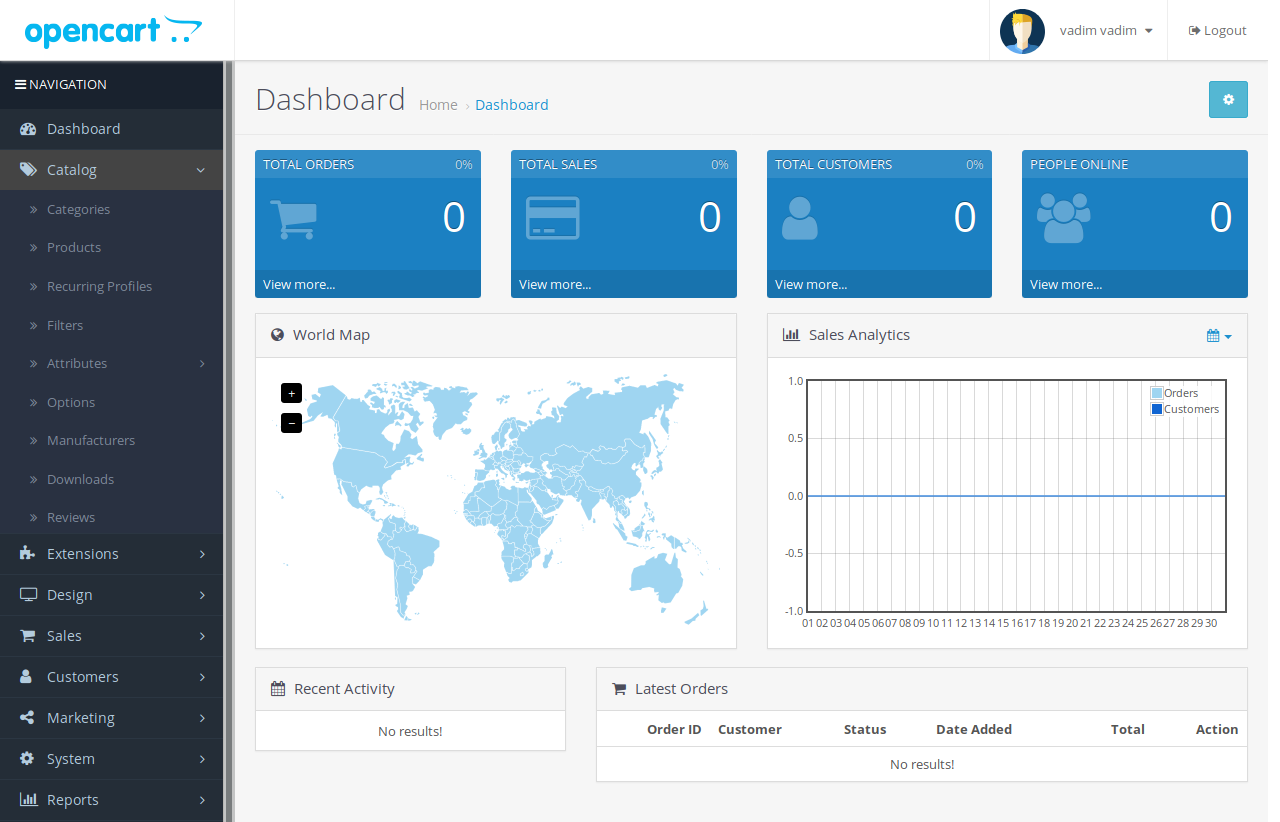 opencart
vadim vadim
Logout
NAVIGATION
Dashboard
Catalog
Categories
Products
Recurring Profiles
Filters
Attributes
Options
Manufacturers
Downloads
Reviews
Extensions
Design
Sales
Customers
Marketing
System
Reports
Dashboard
Home › Dashboard
TOTAL ORDERS 0%
0
View more...
TOTAL SALES 0%
0
View more...
TOTAL CUSTOMERS 0%
0
View more...
PEOPLE ONLINE
0
View more...
World Map
+
−
Sales Analytics
Orders
Customers
1.0
0.5
0.0
-0.5
-1.0
01 02 03 04 05 06 07 08 09 10 11 12 13 14 15 16 17 18 19 20 21 22 23 24 25 26 27 28 29 30
Recent Activity
No results!
Latest Orders
Order ID Customer Status Date Added Total Action
No results!